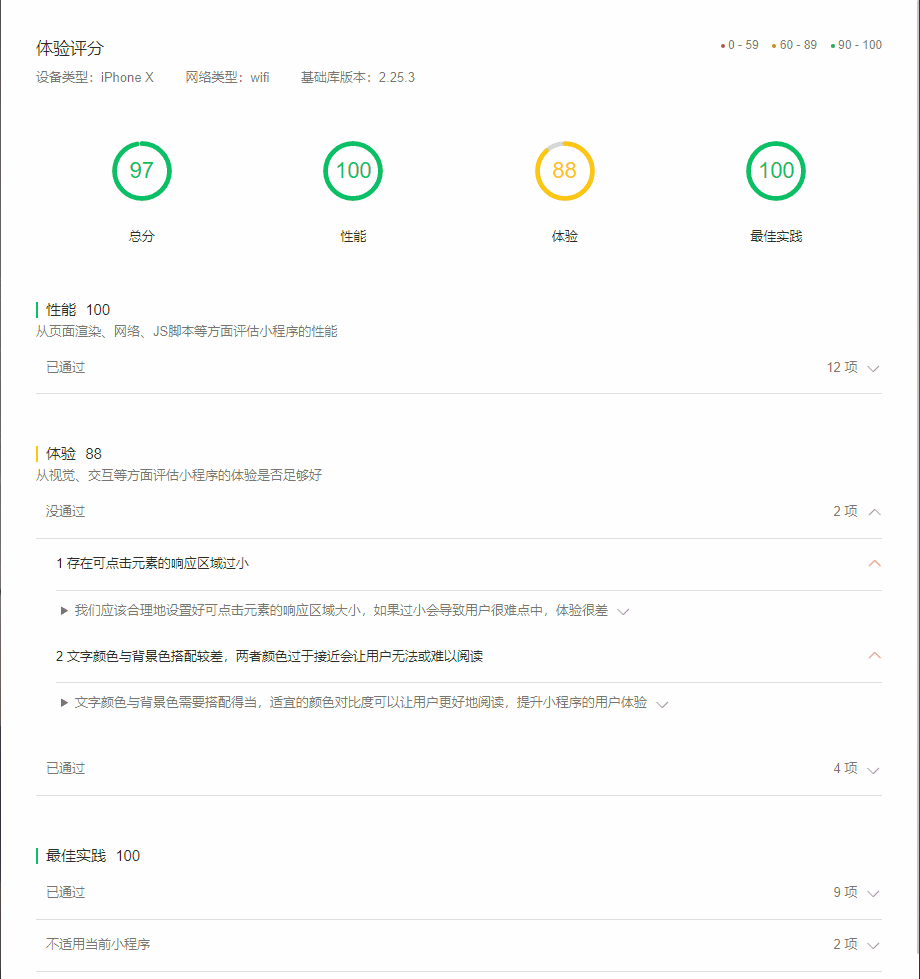 体验评分
0 - 59 60 - 89 90 - 100
设备类型：iPhone X 网络类型：wifi 基础库版本：2.25.3
97 100 88 100
总分 性能 体验 最佳实践
性能 100
从页面渲染、网络、JS脚本等方面评估小程序的性能
已通过 12 项
体验 88
从视觉、交互等方面评估小程序的体验是否足够好
没通过 2 项
1 存在可点击元素的响应区域过小
我们应该合理地设置好可点击元素的响应区域大小，如果过小会导致用户很难点中，体验很差
2 文字颜色与背景色搭配较差，两者颜色过于接近会让用户无法或难以阅读
文字颜色与背景色需要搭配得当，适宜的颜色对比度可以让用户更好地阅读，提升小程序的用户体验
已通过 4 项
最佳实践 100
已通过 9 项
不适用当前小程序 2 项